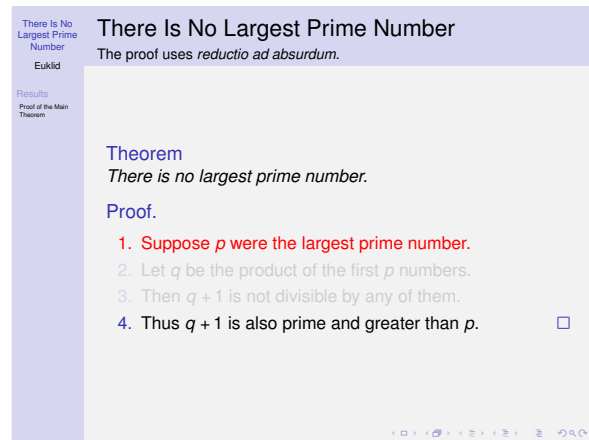 There Is No
Largest Prime
Number
Euklid
Results
Proof of the Main
Theorem
There Is No Largest Prime Number
The proof uses reductio ad absurdum.
Theorem
There is no largest prime number.
Proof.
1. Suppose p were the largest prime number.
2. Let q be the product of the first p numbers.
3. Then q + 1 is not divisible by any of them.
4. Thus q + 1 is also prime and greater than p. □